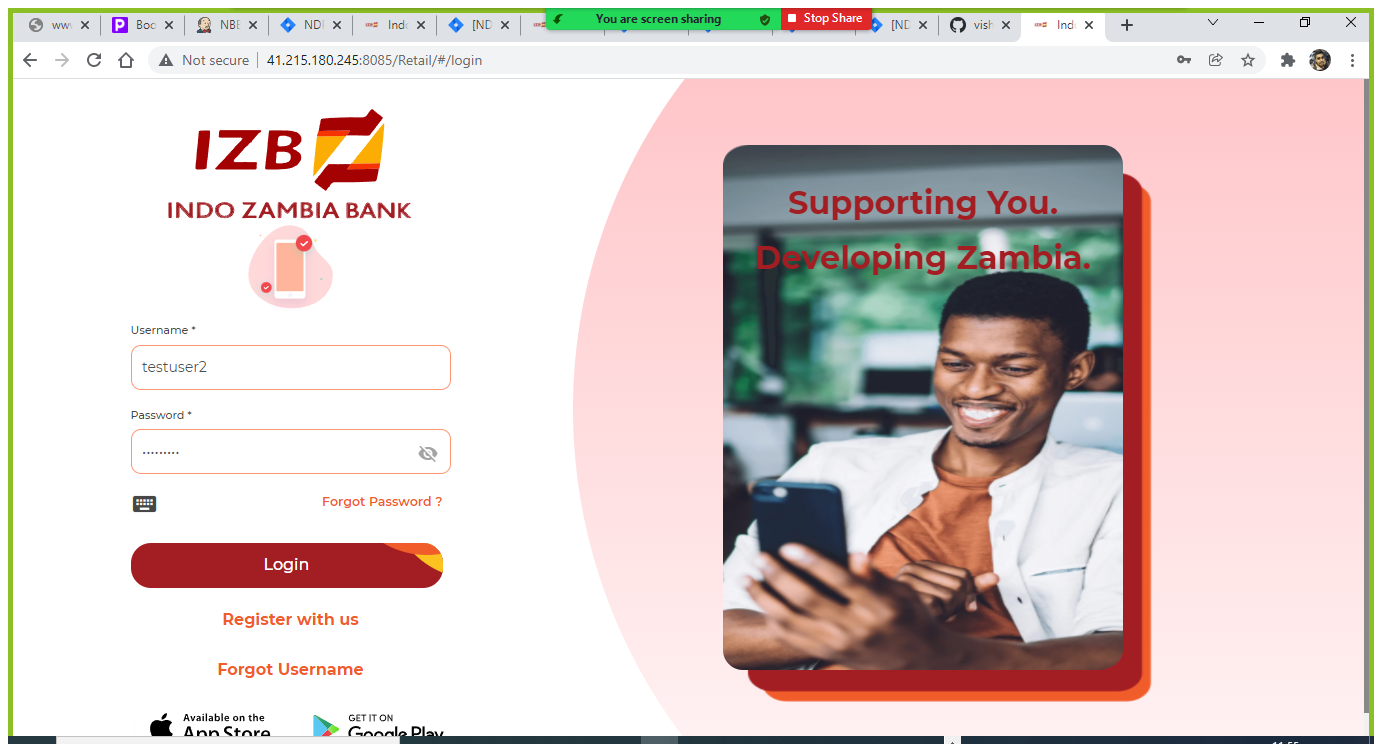 www
Boc
NBE
NDI
Indo
[ND
You are screen sharing
Stop Share
[ND
vish
Indo
Not secure
41.215.180.245:8085/Retail/#/login
IZB
INDO ZAMBIA BANK
Username *
testuser2
Password *
Forgot Password ?
Login
Register with us
Forgot Username
Available on the
App Store
GET IT ON
Google Play
Supporting You.
Developing Zambia.